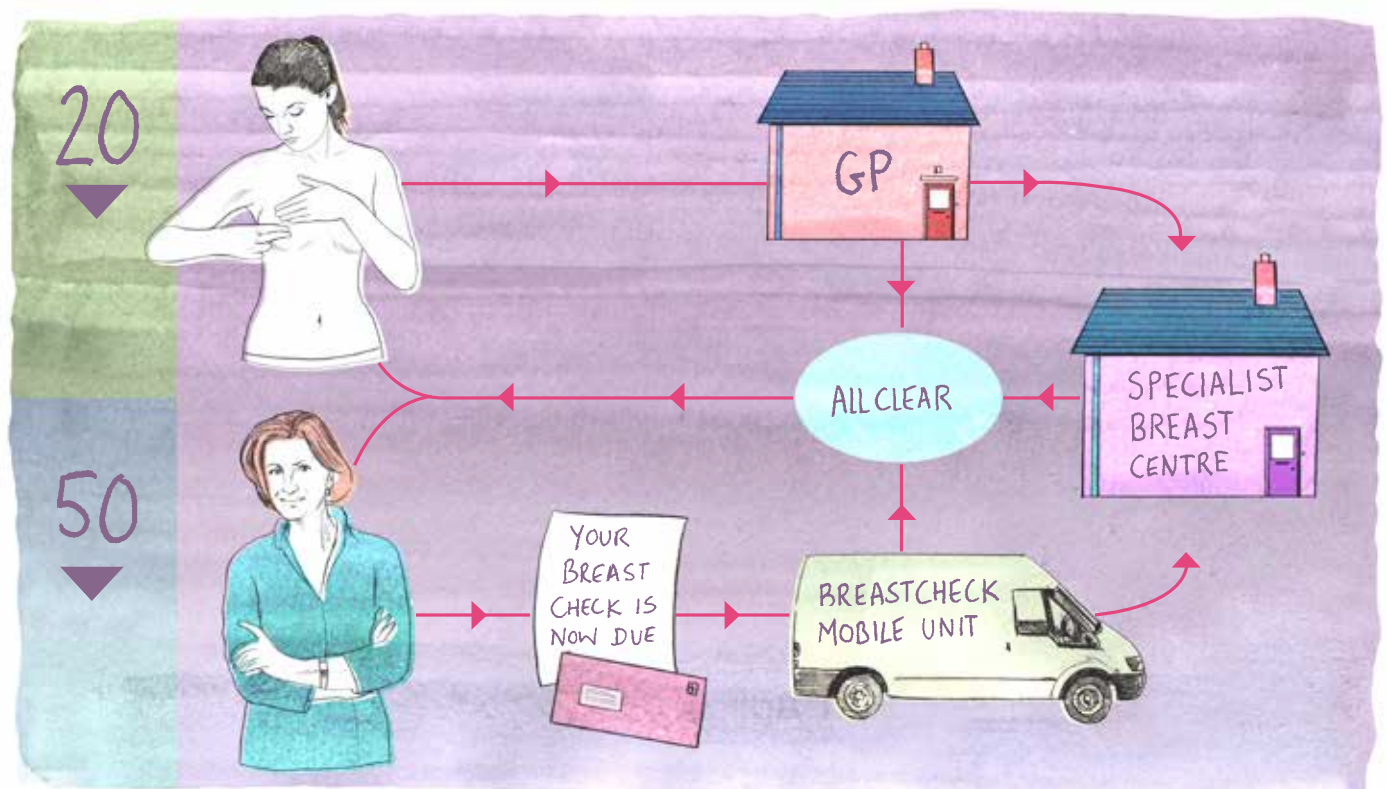 20
GP
ALL CLEAR
SPECIALIST
BREAST
CENTRE
50
YOUR
BREAST
CHECK IS
NOW DUE
BREASTCHECK
MOBILE UNIT